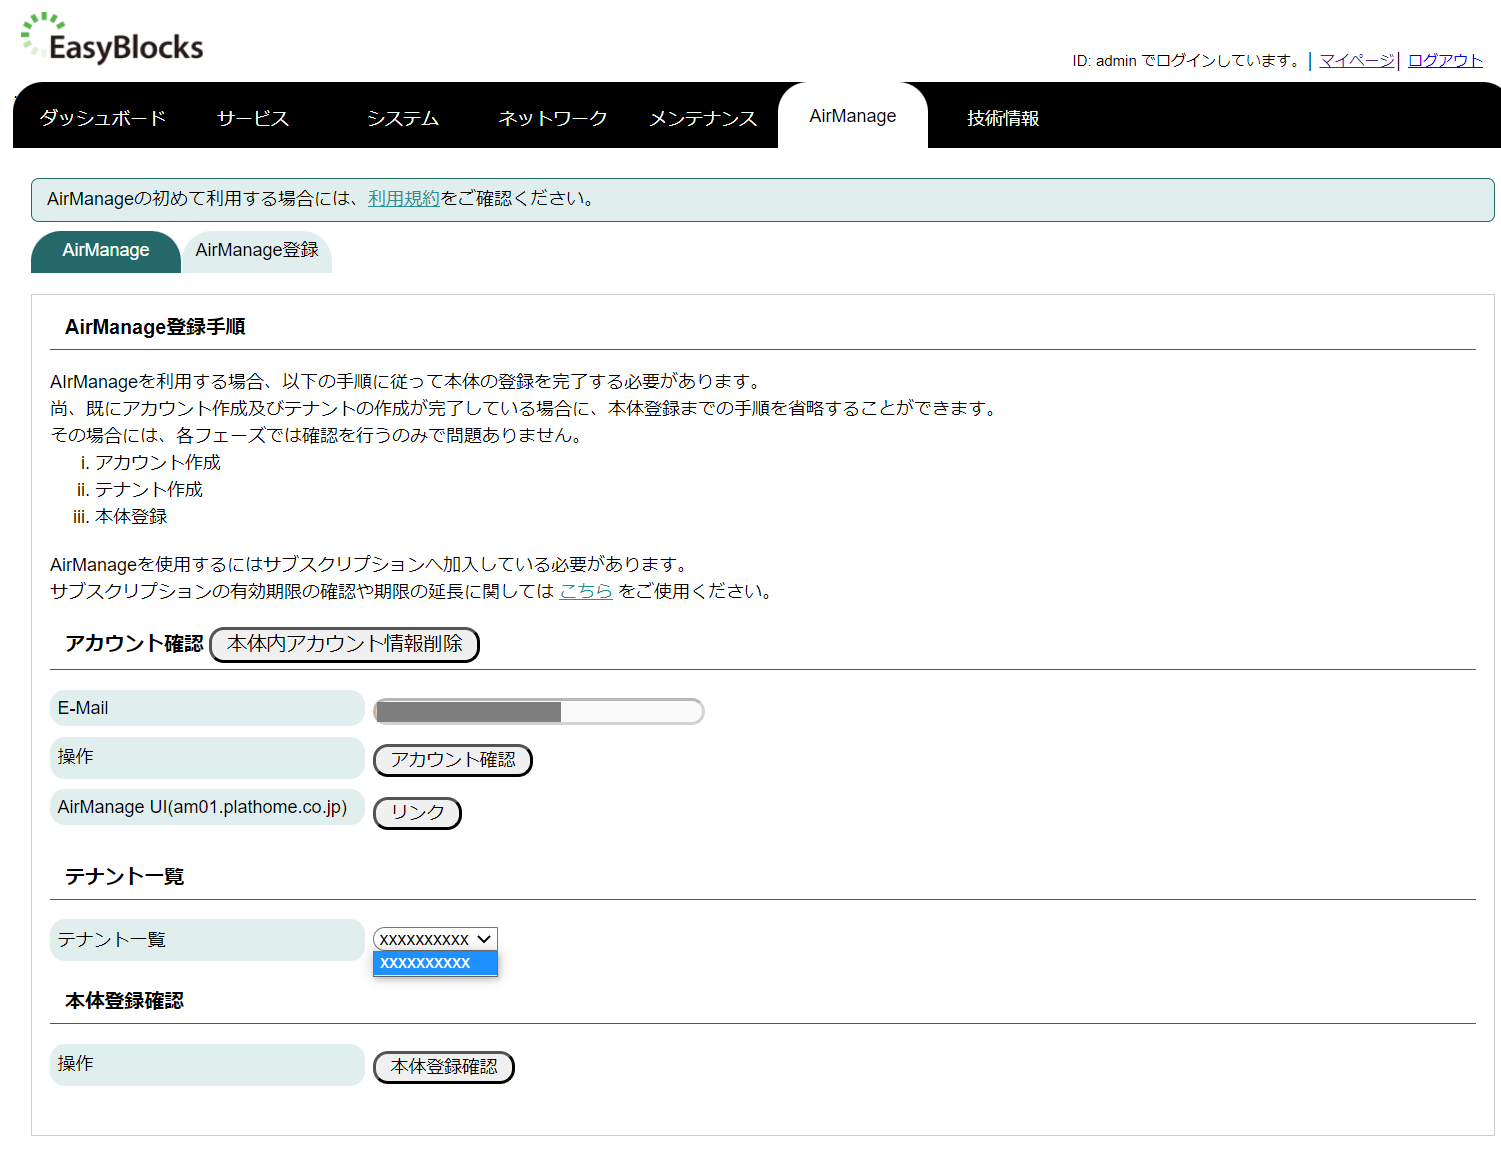 EasyBlocks
ID: admin でログインしています。 | マイページ | ログアウト
ダッシュボード サービス システム ネットワーク メンテナンス AirManage 技術情報
AirManageの初めて利用する場合には、利用規約をご確認ください。
AirManage AirManage登録
AirManage登録手順
AIrManageを利用する場合、以下の手順に従って本体の登録を完了する必要があります。
尚、既にアカウント作成及びテナントの作成が完了している場合に、本体登録までの手順を省略することができます。
その場合には、各フェーズでは確認を行うのみで問題ありません。
i. アカウント作成
ii. テナント作成
iii. 本体登録
AirManageを使用するにはサブスクリプションへ加入している必要があります。
サブスクリプションの有効期限の確認や期限の延長に関しては こちら をご使用ください。
アカウント確認 本体内アカウント情報削除
E-Mail
操作 アカウント確認
AirManage UI(am01.plathome.co.jp) リンク
テナント一覧
テナント一覧 xxxxxxxxxx
xxxxxxxxxx
本体登録確認
操作 本体登録確認